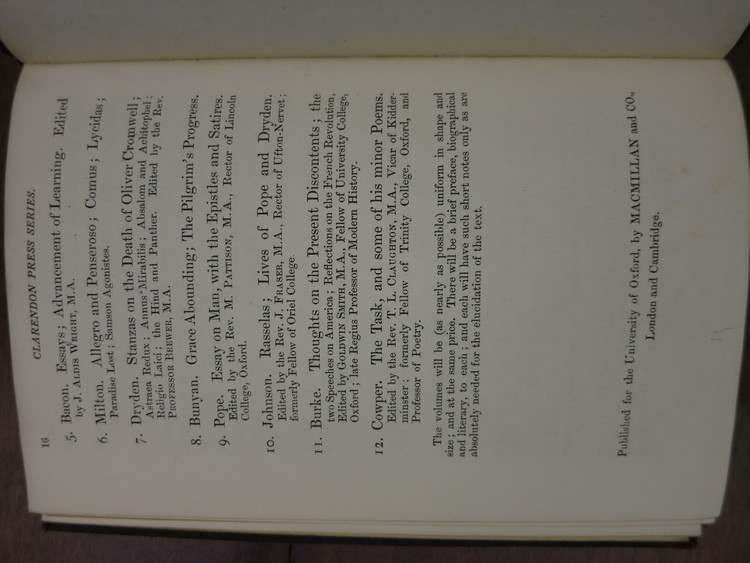 16 CLARENDON PRESS SERIES.
5. Bacon. Essays; Advancement of Learning. Edited
by J. ALDIS WRIGHT, M.A.
6. Milton. Allegro and Penseroso; Comus; Lycidas;
Paradise Lost; Samson Agonistes.
7. Dryden. Stanzas on the Death of Oliver Cromwell;
Astraea Redux; Annus Mirabilis; Absalom and Achitophel;
Religio Laici; the Hind and Panther. Edited by the Rev.
PROFESSOR BREWER, M.A.
8. Bunyan. Grace Abounding; The Pilgrim's Progress.
9. Pope. Essay on Man, with the Epistles and Satires.
Edited by the Rev. M. PATTISON, M.A., Rector of Lincoln
College, Oxford.
10. Johnson. Rasselas; Lives of Pope and Dryden.
Edited by the Rev. J. FRASER, M.A., Rector of Ufton-Nervet;
formerly Fellow of Oriel College.
11. Burke. Thoughts on the Present Discontents; the
two Speeches on America; Reflections on the French Revolution,
Edited by GOLDWIN SMITH, M.A., Fellow of University College,
Oxford; late Regius Professor of Modern History.
12. Cowper. The Task, and some of his minor Poems.
Edited by the Rev. T. L. CLAUGHTON, M.A., Vicar of Kidder-
minster; formerly Fellow of Trinity College, Oxford, and
Professor of Poetry.
The volumes will be (as nearly as possible) uniform in shape and
size; and at the same price. There will be a brief preface, biographical
and literary, to each; and each will have such short notes only as are
absolutely needed for the elucidation of the text.
Published for the University of Oxford, by MACMILLAN and CO.,
London and Cambridge.